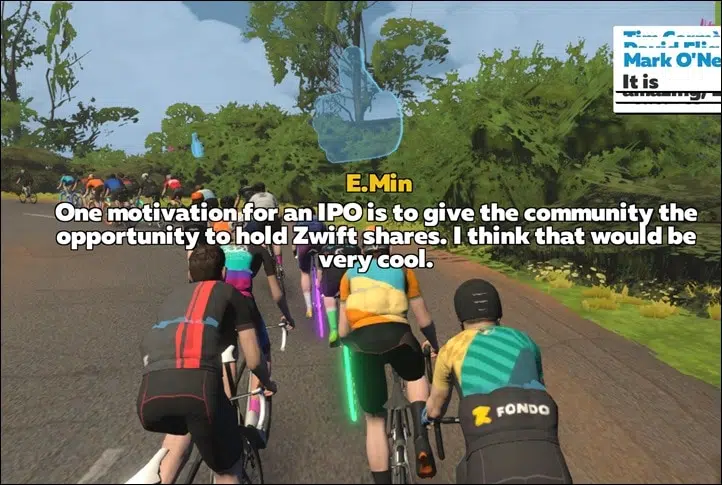 Mark O'Ne
It is
E.Min
One motivation for an IPO is to give the community the
opportunity to hold Zwift shares. I think that would be
very cool.
FONDO